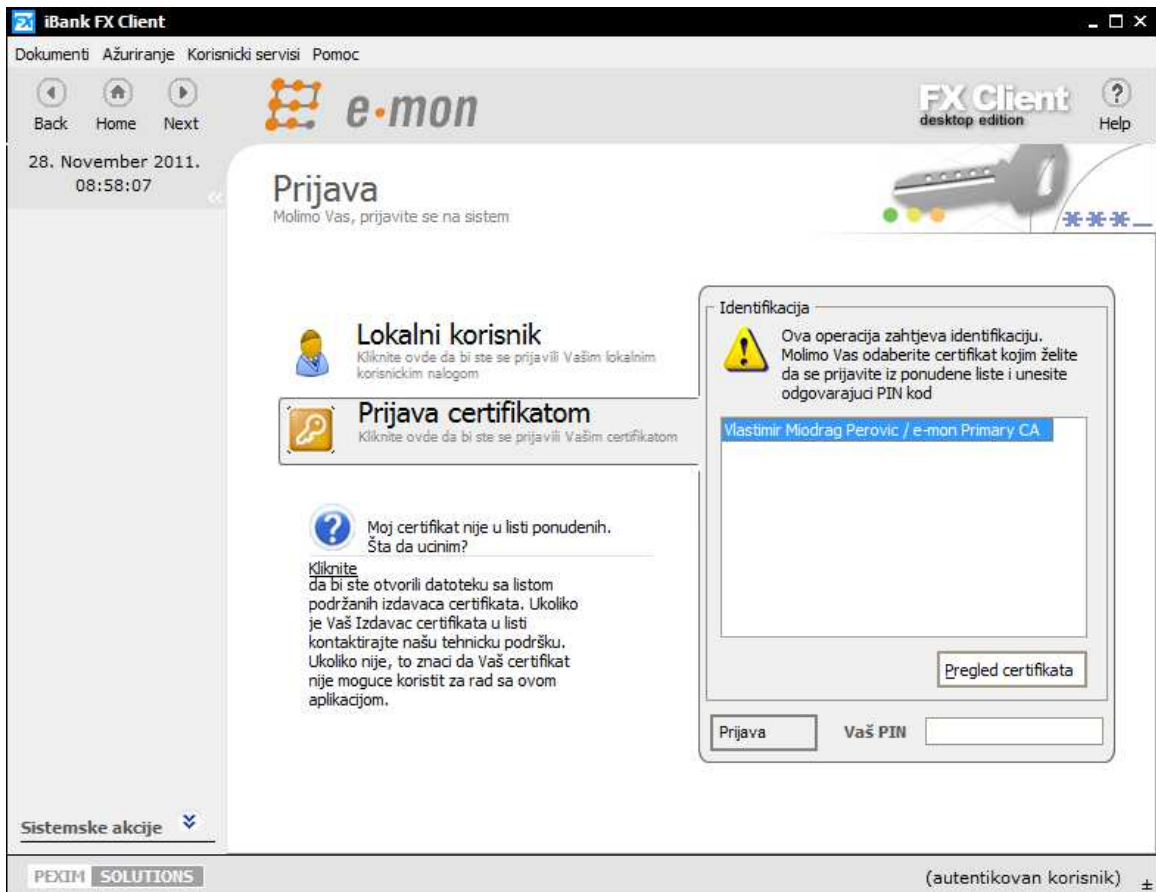 iBank FX Client
Dokumenti Ažuriranje Korisnicki servisi Pomoc
Back Home Next
e-mon
FX Client
desktop edition
Help
28. November 2011.
08:58:07
Prijava
Molimo Vas, prijavite se na sistem
***_
Lokalni korisnik
Kliknite ovde da bi ste se prijavili Vašim lokalnim
korisnickim nalogom
Prijava certifikatom
Kliknite ovde da bi ste se prijavili Vašim certifikatom
Moj certifikat nije u listi ponudenih.
Šta da ucinim?
Kliknite
da bi ste otvorili datoteku sa listom
podržanih izdavaca certifikata. Ukoliko
je Vaš Izdavac certifikata u listi
kontaktirajte našu tehnicku podršku.
Ukoliko nije, to znaci da Vaš certifikat
nije moguce koristit za rad sa ovom
aplikacijom.
Identifikacija
Ova operacija zahtjeva identifikaciju.
Molimo Vas odaberite certifikat kojim želite
da se prijavite iz ponudene liste i unesite
odgovarajuci PIN kod
Vlastimir Miodrag Perovic / e-mon Primary CA
Pregled certifikata
Prijava Vaš PIN
Sistemske akcije
PEXIM SOLUTIONS
(autentikovan korisnik) ±